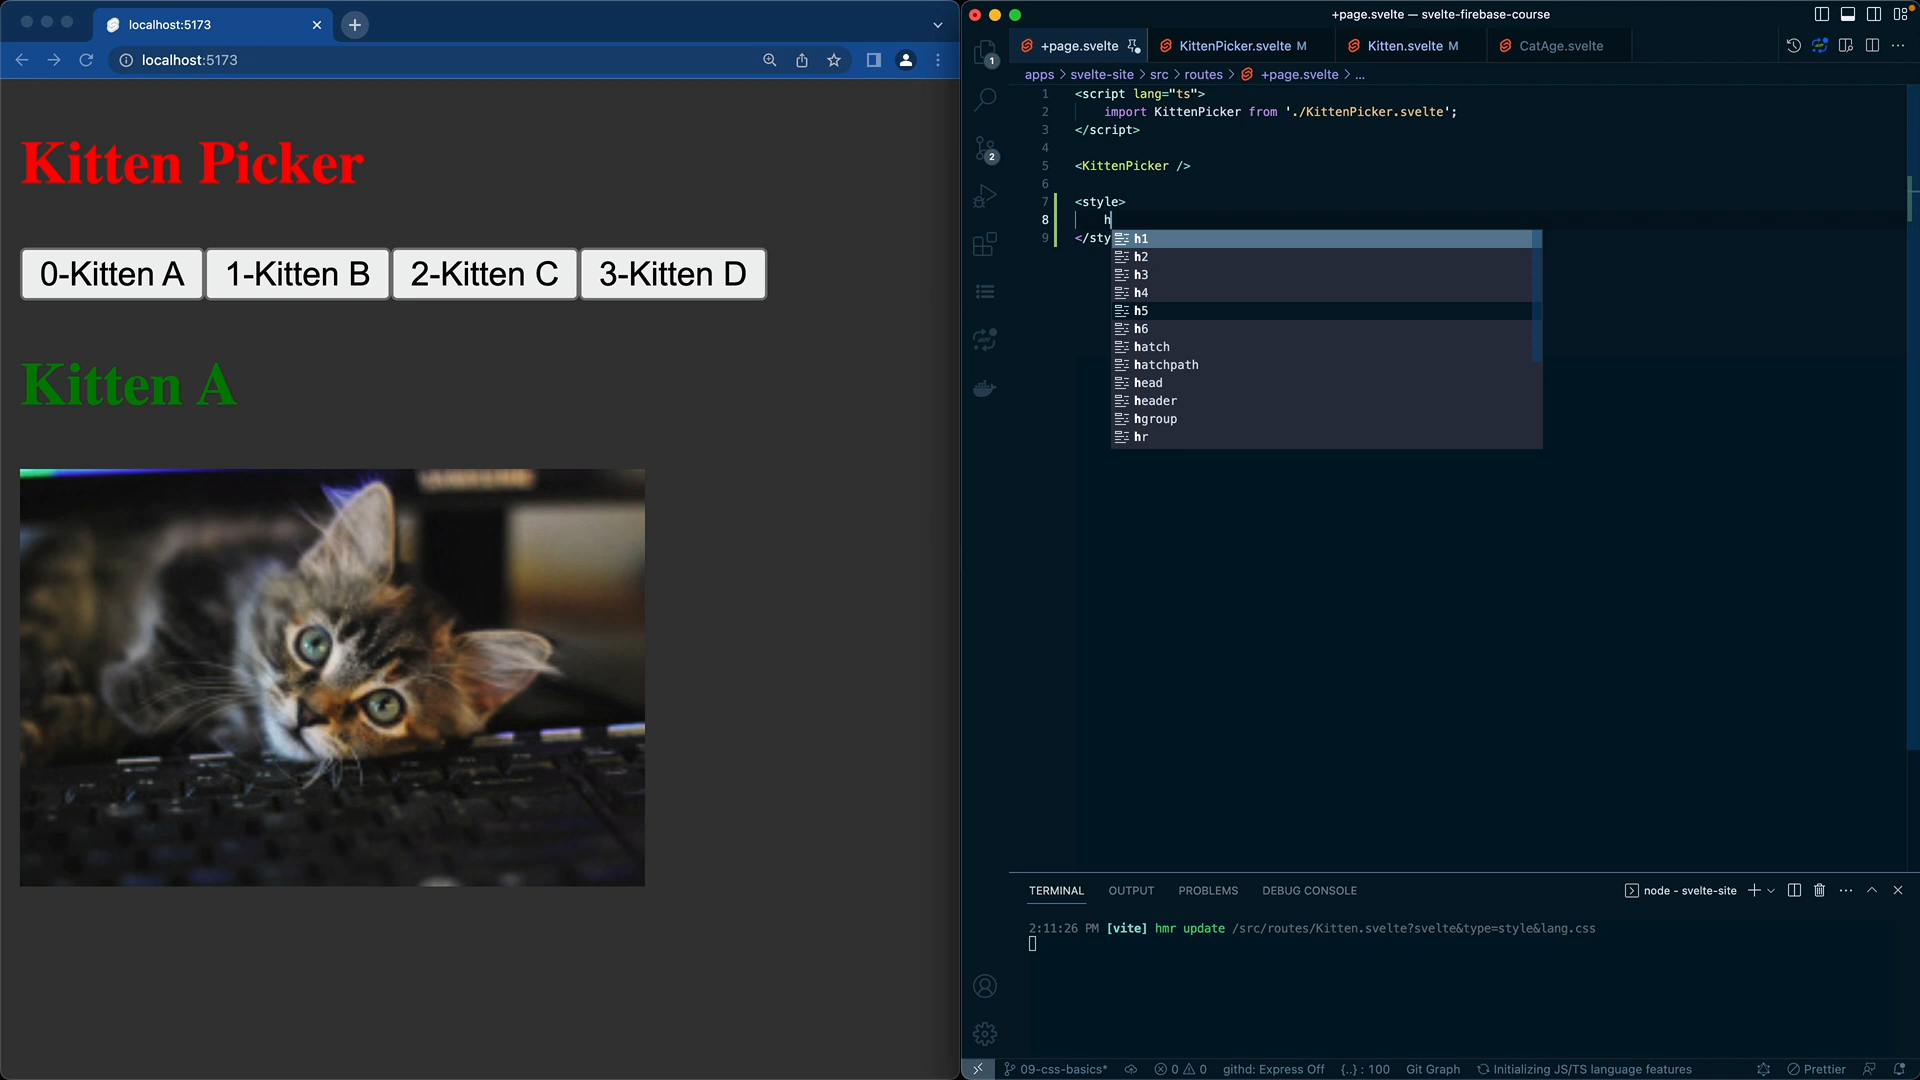 localhost:5173
localhost:5173
Kitten Picker
0-Kitten A 1-Kitten B 2-Kitten C 3-Kitten D
Kitten A
+page.svelte — svelte-firebase-course
+page.svelte KittenPicker.svelte M Kitten.svelte M CatAge.svelte
apps > svelte-site > src > routes > +page.svelte > ...
1 <script lang="ts">
2 import KittenPicker from './KittenPicker.svelte';
3 </script>
4
5 <KittenPicker />
6
7 <style>
8 h
9 </sty
h1
h2
h3
h4
h5
h6
hatch
hatchpath
head
header
hgroup
hr
1
2
TERMINAL OUTPUT PROBLEMS DEBUG CONSOLE node - svelte-site
2:11:26 PM [vite] hmr update /src/routes/Kitten.svelte?svelte&type=style&lang.css
09-css-basics* 0 0 githd: Express Off {..} : 100 Git Graph Initializing JS/TS language features Prettier